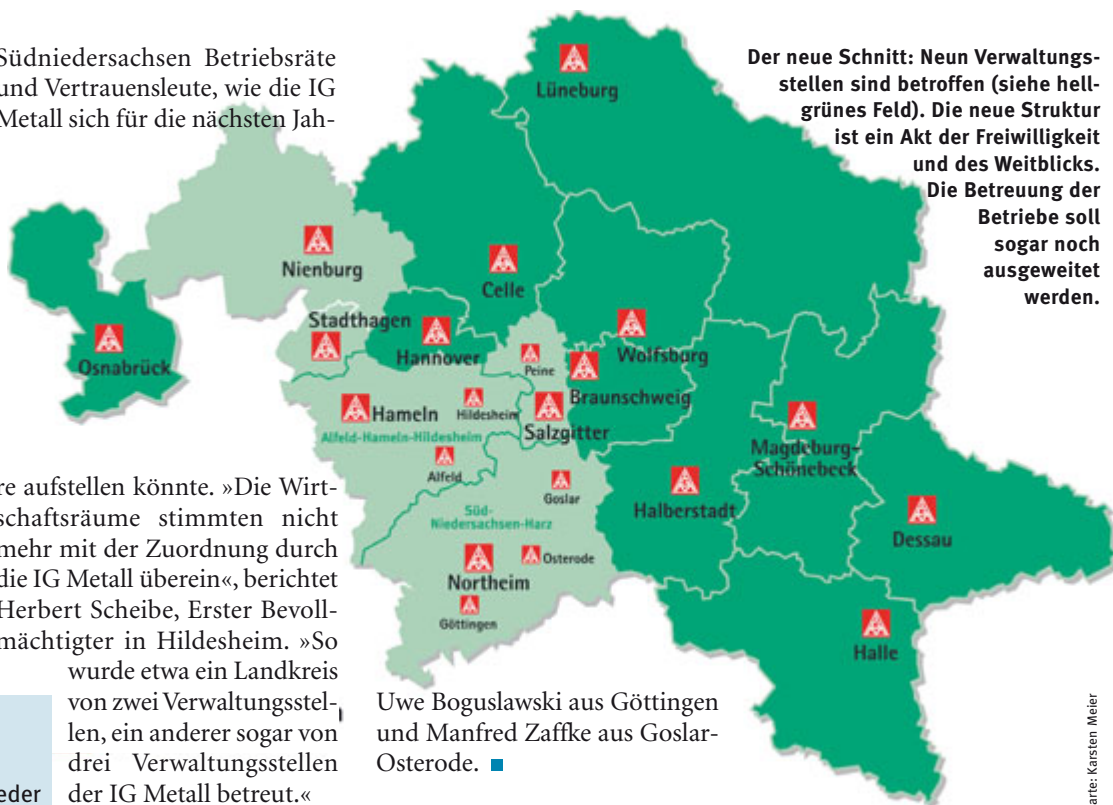 Südniedersachsen Betriebsräte
und Vertrauensleute, wie die IG
Metall sich für die nächsten Jah-
re aufstellen könnte. »Die Wirt-
schaftsräume stimmten nicht
mehr mit der Zuordnung durch
die IG Metall überein«, berichtet
Herbert Scheibe, Erster Bevoll-
mächtigter in Hildesheim. »So
wurde etwa ein Landkreis
von zwei Verwaltungsstel-
len, ein anderer sogar von
drei Verwaltungsstellen
der IG Metall betreut.«
eder
Uwe Boguslawski aus Göttingen
und Manfred Zaffke aus Goslar-
Osterode. ■
Der neue Schnitt: Neun Verwaltungs-
stellen sind betroffen (siehe hell-
grünes Feld). Die neue Struktur
ist ein Akt der Freiwilligkeit
und des Weitblicks.
Die Betreuung der
Betriebe soll
sogar noch
ausgeweitet
werden.
Lüneburg
Nienburg
Celle
Stadthagen
Hannover
Wolfsburg
Osnabrück
Peine
Braunschweig
Hameln
Hildesheim
Salzgitter
Alfeld-Hameln-Hildesheim
Magdeburg-
Schönebeck
Alfeld
Goslar
Halberstadt
Süd-
Niedersachsen-Harz
Dessau
Osterode
Northeim
Göttingen
Halle
arte: Karsten Meier